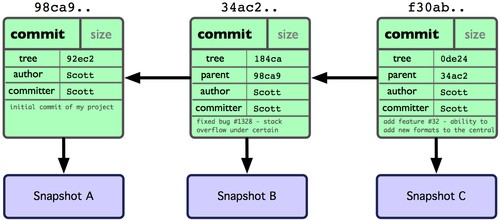 98ca9..
34ac2..
f30ab..
commit size
tree 92ec2
author Scott
committer Scott
initial commit of my project
commit size
tree 184ca
parent 98ca9
author Scott
committer Scott
fixed bug #1328 - stack
overflow under certain
commit size
tree 0de24
parent 34ac2
author Scott
committer Scott
add feature #32 - ability to
add new formats to the central
Snapshot A
Snapshot B
Snapshot C